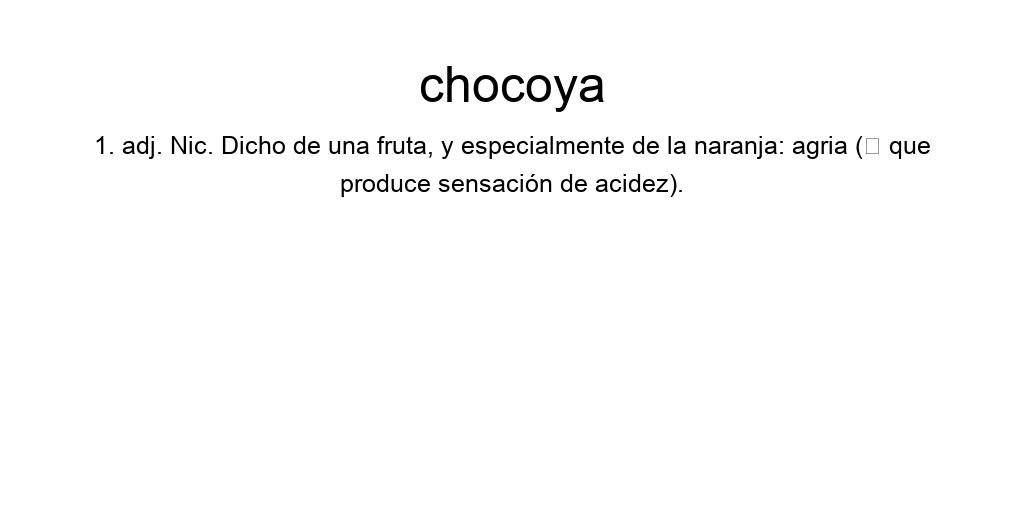 chocoya
1. adj. Nic. Dicho de una fruta, y especialmente de la naranja: agria (□ que
produce sensación de acidez).